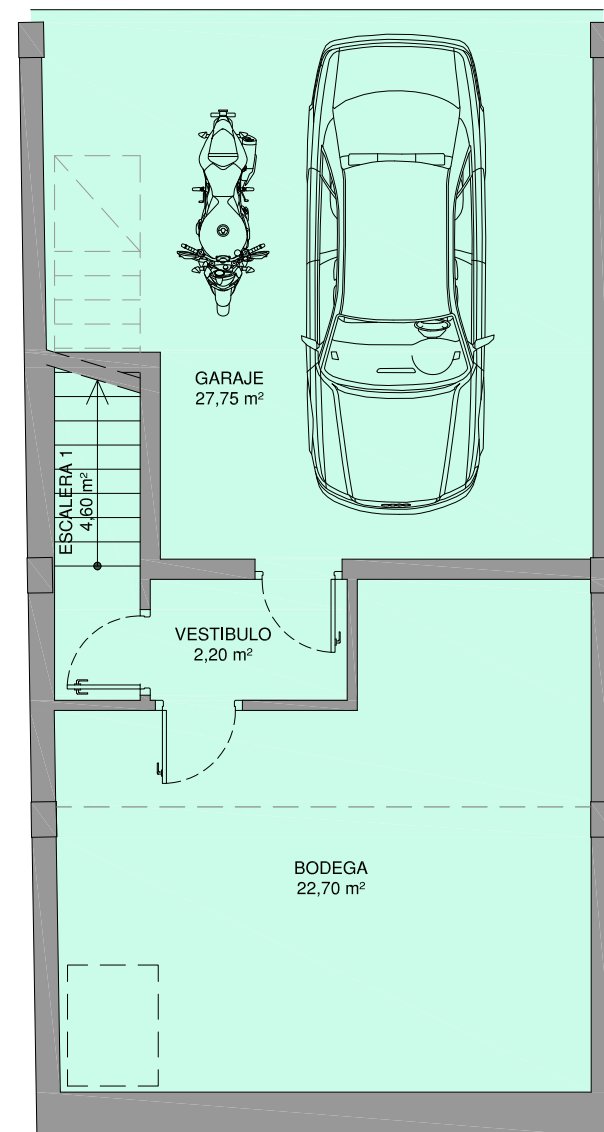 GARAJE
27,75 m²
ESCALERA 1
4,60 m²
VESTIBULO
2,20 m²
BODEGA
22,70 m²